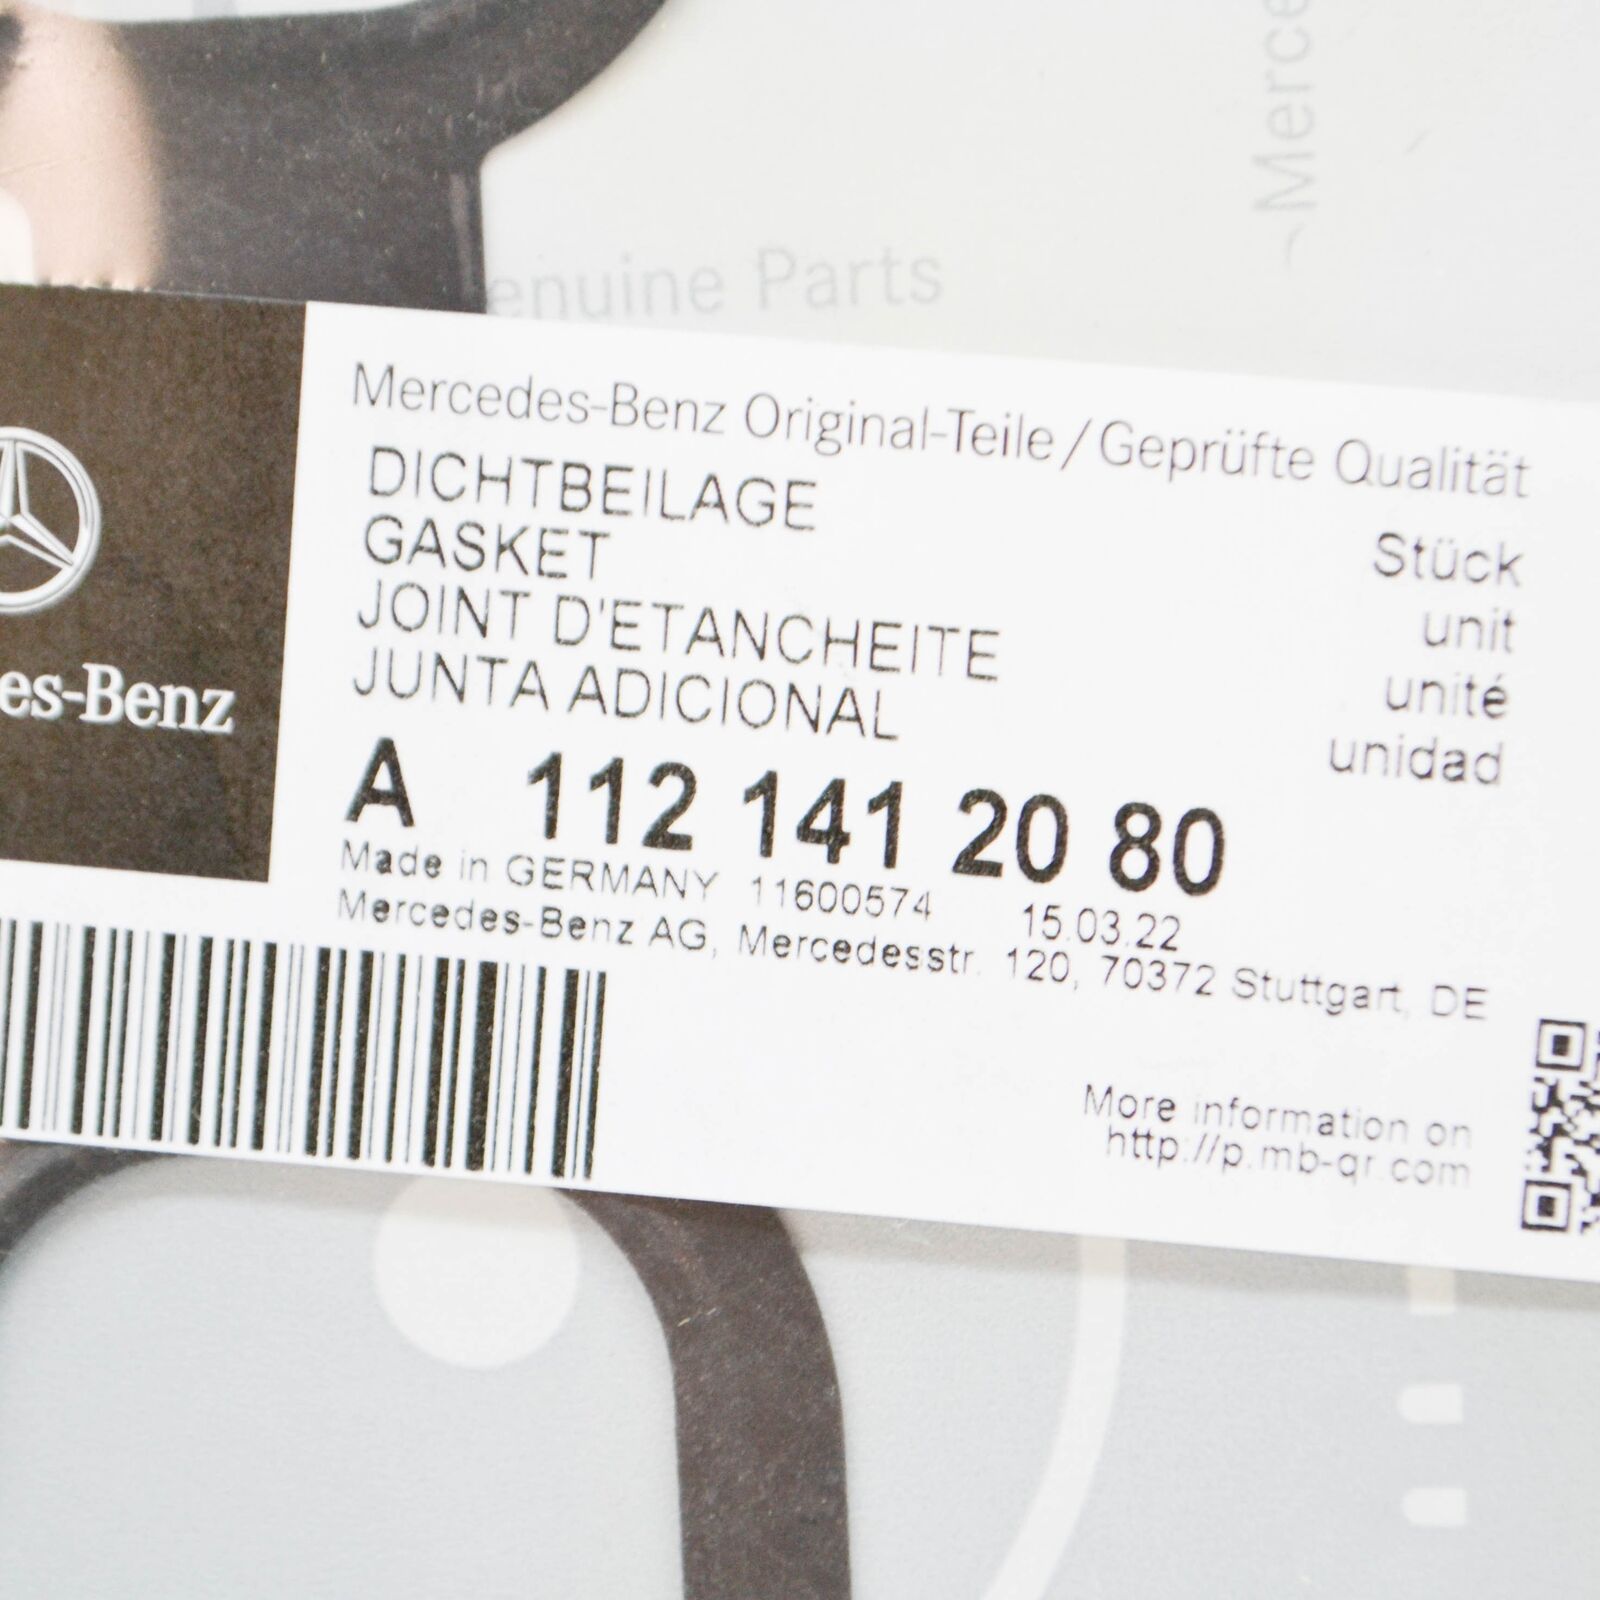 Merce
enuine Parts
Mercedes-Benz Original-Teile/Geprüfte Qualität
DICHTBEILAGE
GASKET
JOINT D'ETANCHEITE
JUNTA ADICIONAL
Stück
unit
unité
unidad
es-Benz
A 112 141 20 80
Made in GERMANY 11600574 15.03.22
Mercedes-Benz AG, Mercedesstr. 120, 70372 Stuttgart, DE
More information on
http://p.mb-qr.com